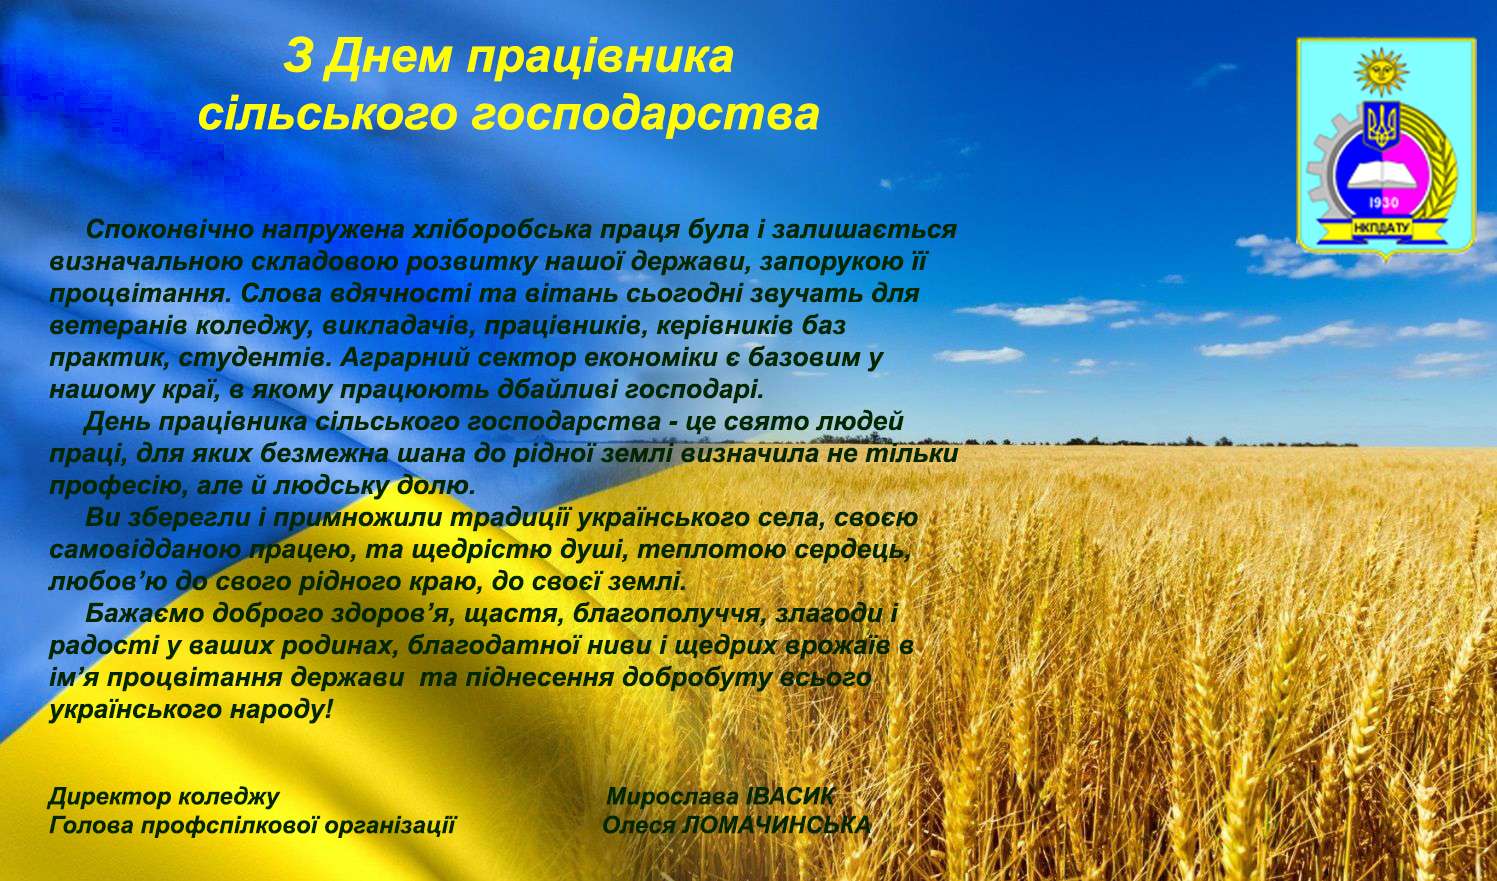 З Днем працівника
сільського господарства
І930
НКПДАТУ
Споконвічно напружена хліборобська праця була і залишається
визначальною складовою розвитку нашої держави, запорукою її
процвітання. Слова вдячності та вітань сьогодні звучать для
ветеранів коледжу, викладачів, працівників, керівників баз
практик, студентів. Аграрний сектор економіки є базовим у
нашому краї, в якому працюють дбайливі господарі.
День працівника сільського господарства - це свято людей
праці, для яких безмежна шана до рідної землі визначила не тільки
професію, але й людську долю.
Ви зберегли і примножили традиції українського села, своєю
самовідданою працею, та щедрістю душі, теплотою сердець,
любов’ю до свого рідного краю, до своєї землі.
Бажаємо доброго здоров’я, щастя, благополуччя, злагоди і
радості у ваших родинах, благодатної ниви і щедрих врожаїв в
ім’я процвітання держави  та піднесення добробуту всього
українського народу!
Директор коледжу Мирослава ІВАСИК
Голова профспілкової організації Олеся ЛОМАЧИНСЬКА